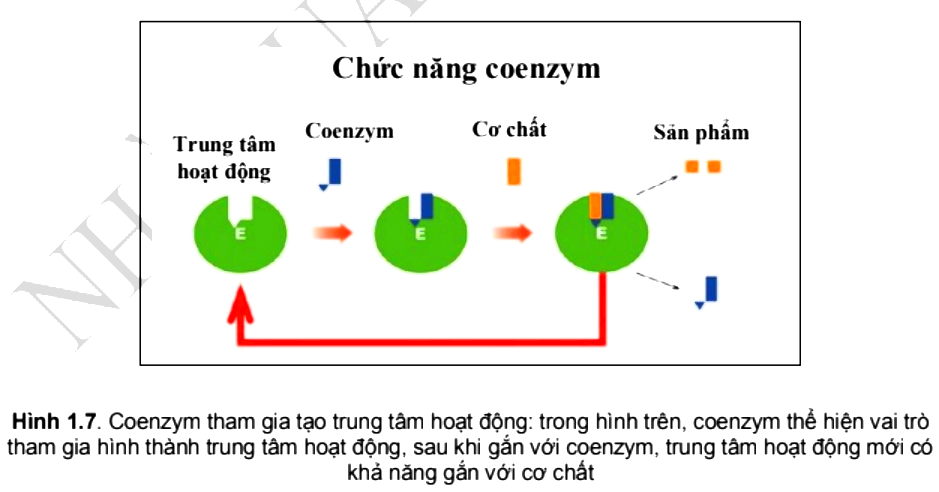 Chức năng coenzym
Trung tâm
hoạt động
Coenzym
Cơ chất
Sản phẩm
E
E
E
Hình 1.7. Coenzym tham gia tạo trung tâm hoạt động: trong hình trên, coenzym thể hiện vai trò
tham gia hình thành trung tâm hoạt động, sau khi gắn với coenzym, trung tâm hoạt động mới có
khả năng gắn với cơ chất